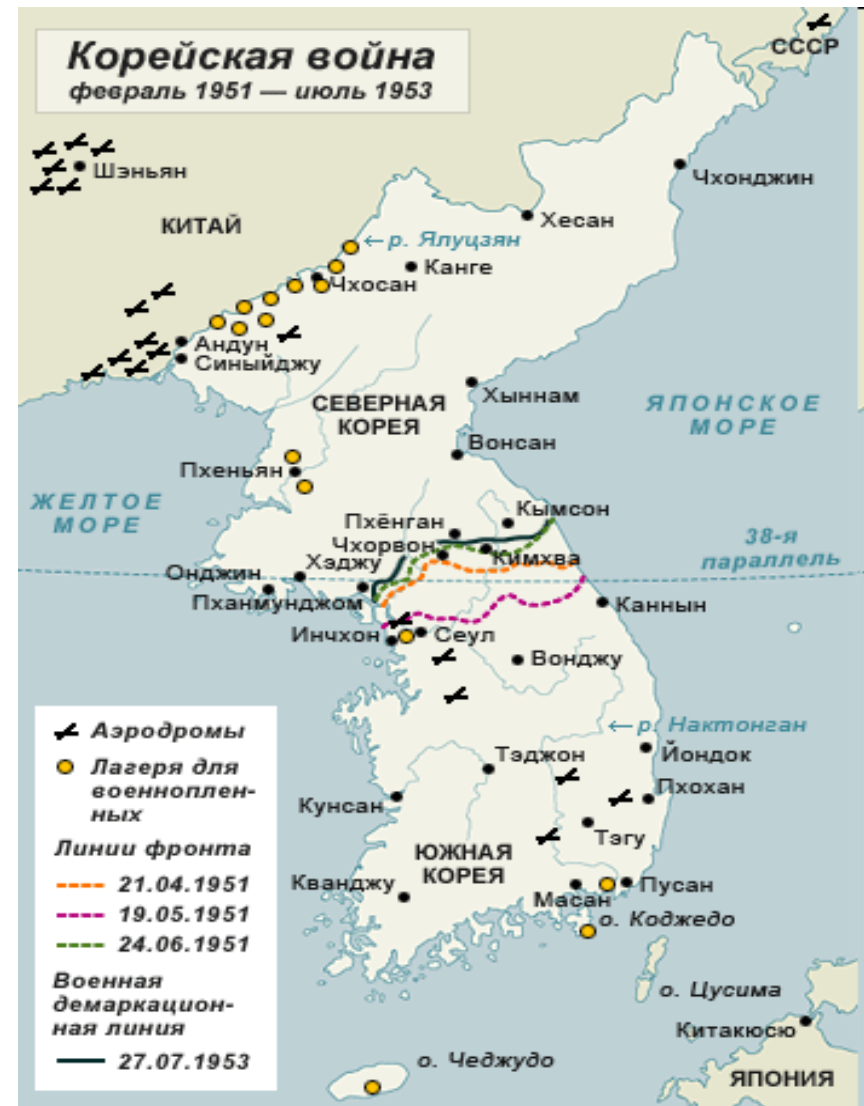 Корейская война
февраль 1951 — июль 1953
СССР
Шэньян
Чхонджин
КИТАЙ
Хесан
←р. Ялуцзян
Канге
Чхосан
Андун
Синыйджу
СЕВЕРНАЯ
КОРЕЯ
Хыннам
ЯПОНСКОЕ
МОРЕ
Вонсан
Пхеньян
ЖЕЛТОЕ
МОРЕ
Кымсон
Пхёнган
Чхорвон
Кимхва
38-я
параллель
Хэджу
Онджин
Пханмунджом
Каннын
Инчхон
Сеул
Вонджу
←р. Нактонган
Йондок
Тэджон
Пхохан
Кунсан
Тэгу
ЮЖНАЯ
КОРЕЯ
Кванджу
Масан
Пусан
о. Коджедо
о. Цусима
Китакюсю
о. Чеджудо
ЯПОНИЯ
Аэродромы
Лагеря для
военноплен-
ных
Линии фронта
21.04.1951
19.05.1951
24.06.1951
Военная
демаркацион-
ная линия
27.07.1953